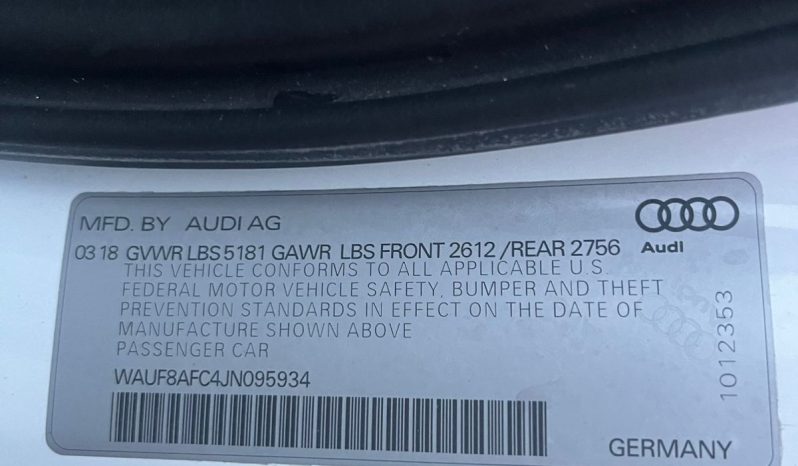 MFD. BY AUDI AG
Audi
03 18 GVWR LBS 5181 GAWR LBS FRONT 2612 /REAR 2756
THIS VEHICLE CONFORMS TO ALL APPLICABLE U.S.
FEDERAL MOTOR VEHICLE SAFETY, BUMPER AND THEFT
PREVENTION STANDARDS IN EFFECT ON THE DATE OF
MANUFACTURE SHOWN ABOVE
PASSENGER CAR
WAUF8AFC4JN095934
1012353
GERMANY